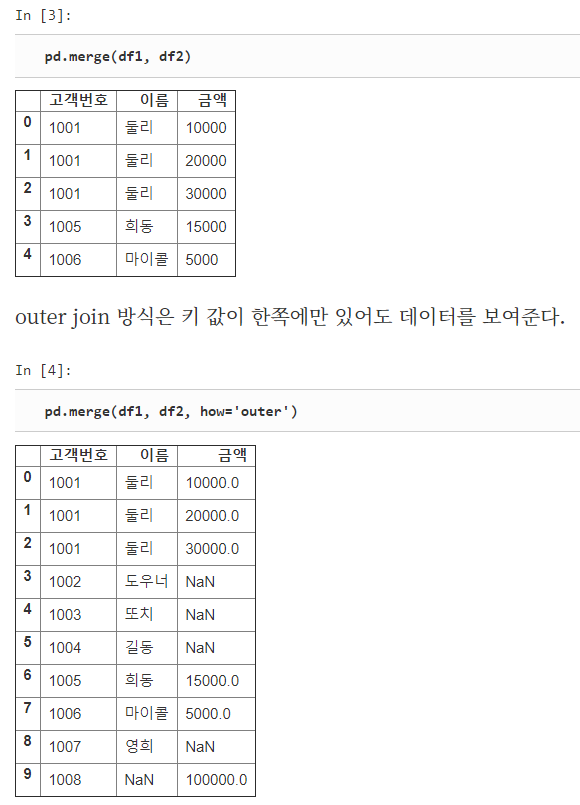 In [3]:
pd.merge(df1, df2)
고객번호 이름 금액
0 1001 둘리 10000
1 1001 둘리 20000
2 1001 둘리 30000
3 1005 희동 15000
4 1006 마이콜 5000
outer join 방식은 키 값이 한쪽에만 있어도 데이터를 보여준다.
In [4]:
pd.merge(df1, df2, how='outer')
고객번호 이름 금액
0 1001 둘리 10000.0
1 1001 둘리 20000.0
2 1001 둘리 30000.0
3 1002 도우너 NaN
4 1003 또치 NaN
5 1004 길동 NaN
6 1005 희동 15000.0
7 1006 마이콜 5000.0
8 1007 영희 NaN
9 1008 NaN 100000.0